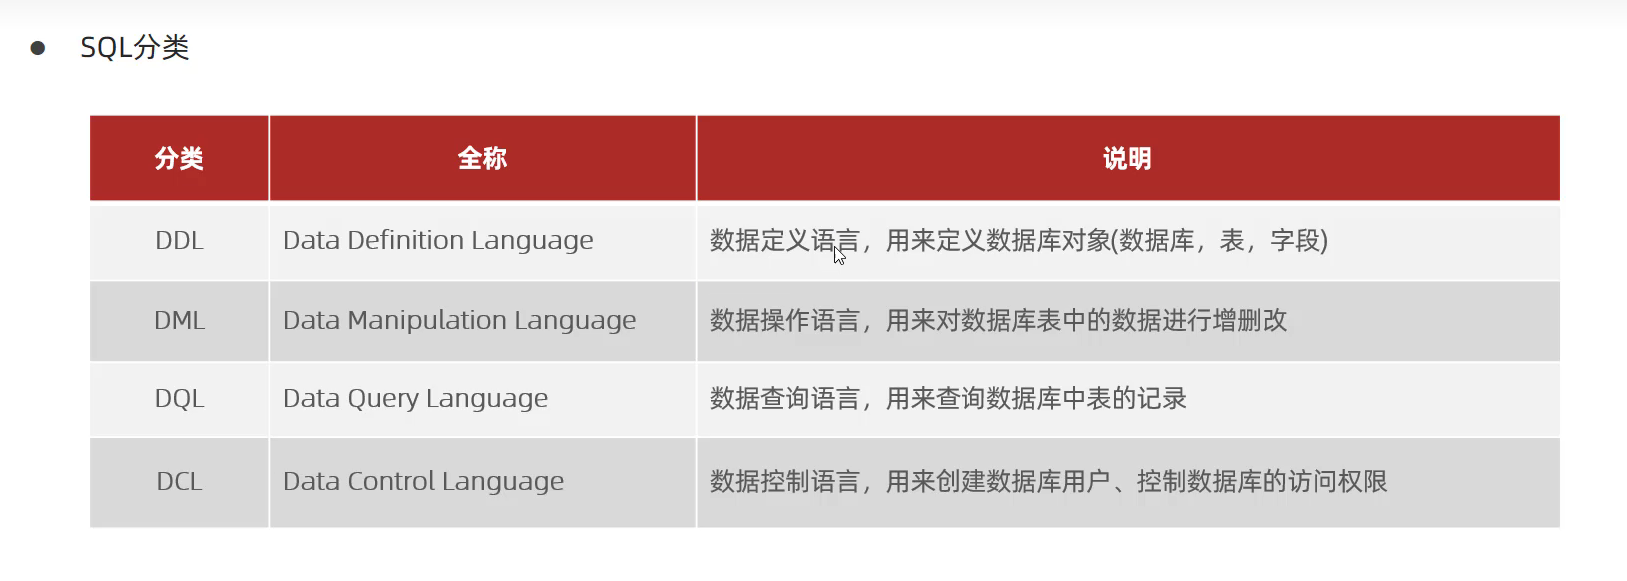 SQL分类
分类 全称 说明
DDL Data Definition Language 数据定义语言，用来定义数据库对象(数据库，表，字段)
DML Data Manipulation Language 数据操作语言，用来对数据库表中的数据进行增删改
DQL Data Query Language 数据查询语言，用来查询数据库中表的记录
DCL Data Control Language 数据控制语言，用来创建数据库用户、控制数据库的访问权限